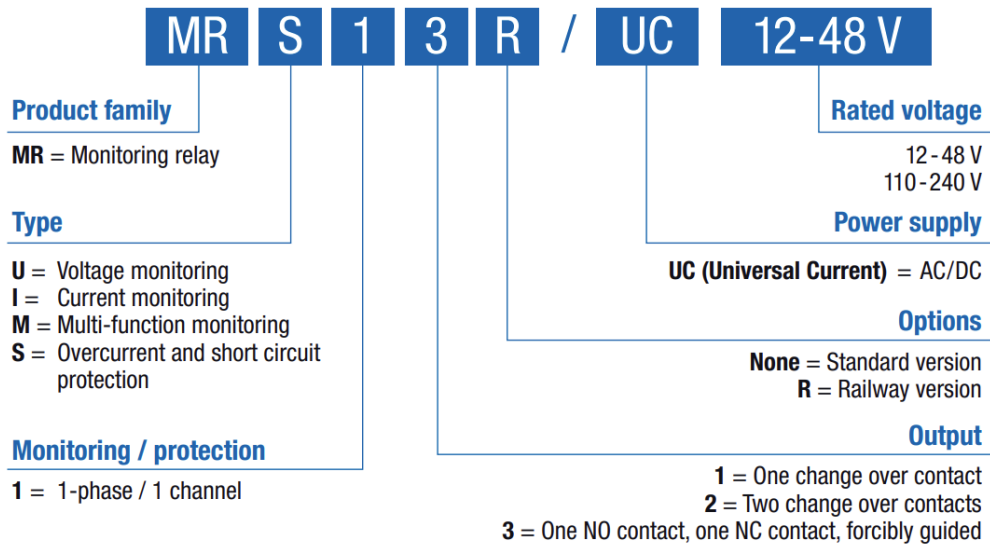 MR S 1 3 R / UC 12-48 V
Product family
MR = Monitoring relay
Type
U = Voltage monitoring
I = Current monitoring
M = Multi-function monitoring
S = Overcurrent and short circuit
protection
Monitoring / protection
1 = 1-phase / 1 channel
Rated voltage
12-48 V
110-240 V
Power supply
UC (Universal Current) = AC/DC
Options
None = Standard version
R = Railway version
Output
1 = One change over contact
2 = Two change over contacts
3 = One NO contact, one NC contact, forcibly guided